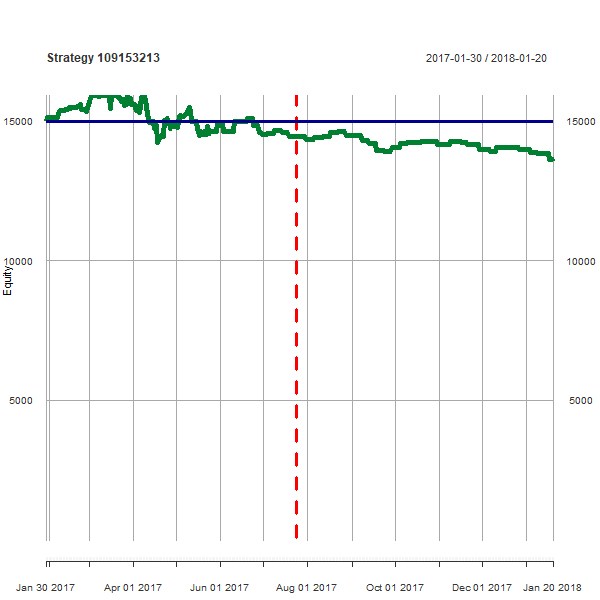 Strategy 109153213
2017-01-30 / 2018-01-20
15000
15000
10000
10000
Equity
5000
5000
Jan 30 2017
Apr 01 2017
Jun 01 2017
Aug 01 2017
Oct 01 2017
Dec 01 2017
Jan 20 2018